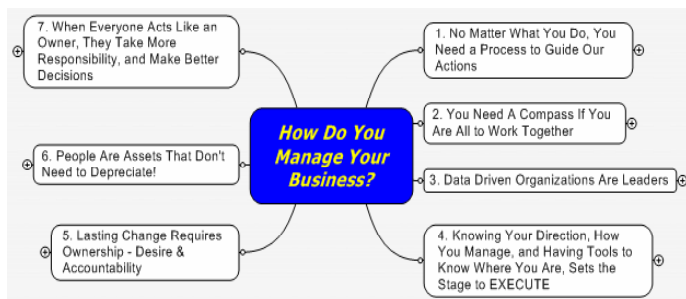 How Do You
Manage Your
Business?
1. No Matter What You Do, You
Need a Process to Guide Our
Actions
2. You Need A Compass If You
Are All to Work Together
3. Data Driven Organizations Are Leaders
4. Knowing Your Direction, How
You Manage, and Having Tools to
Know Where You Are, Sets the
Stage to EXECUTE
5. Lasting Change Requires
Ownership - Desire &
Accountability
6. People Are Assets That Don't
Need to Depreciate!
7. When Everyone Acts Like an
Owner, They Take More
Responsibility, and Make Better
Decisions